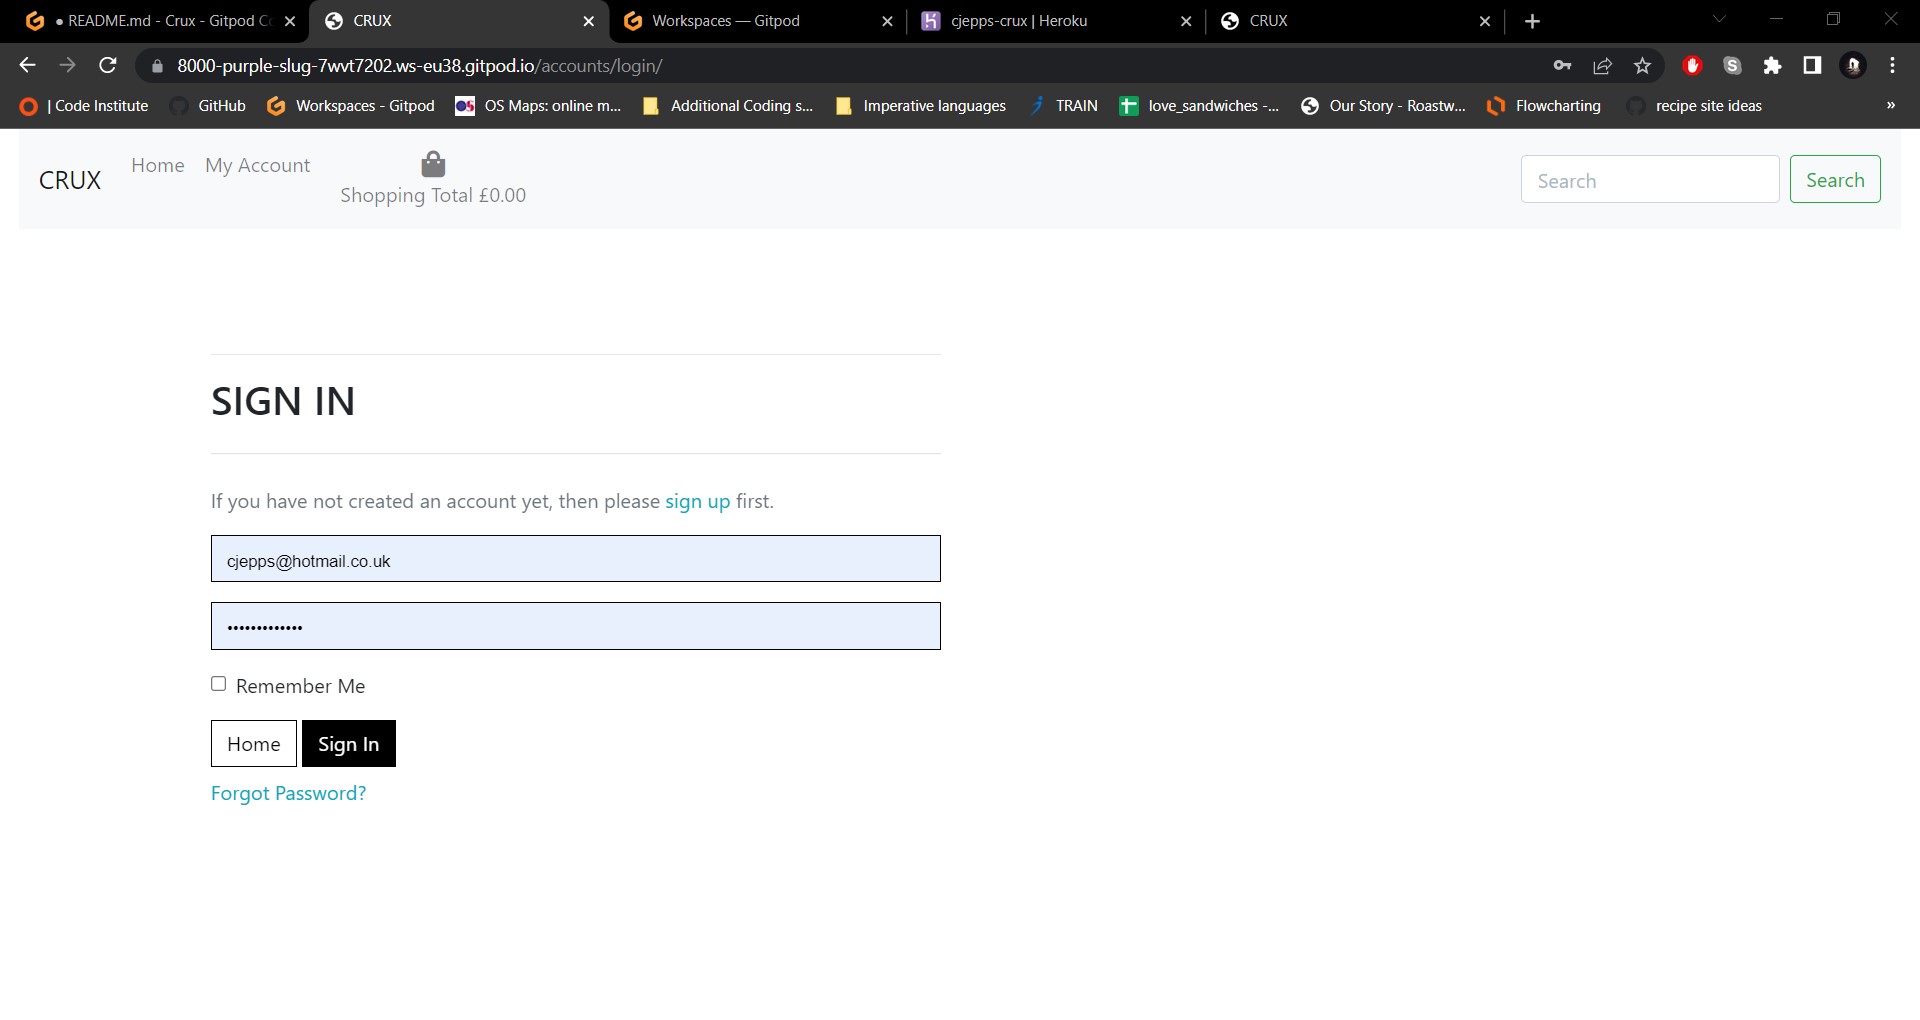 ● README.md - Crux - Gitpod Co
CRUX
Workspaces — Gitpod
cjepps-crux | Heroku
CRUX
8000-purple-slug-7wvt7202.ws-eu38.gitpod.io/accounts/login/
| Code Institute
GitHub
Workspaces - Gitpod
OS Maps: online m...
Additional Coding s...
Imperative languages
TRAIN
love_sandwiches -...
Our Story - Roastw...
Flowcharting
recipe site ideas
»
CRUX
Home
My Account
Shopping Total £0.00
Search
Search
SIGN IN
If you have not created an account yet, then please sign up first.
cjepps@hotmail.co.uk
•••••••••••••
Remember Me
Home
Sign In
Forgot Password?